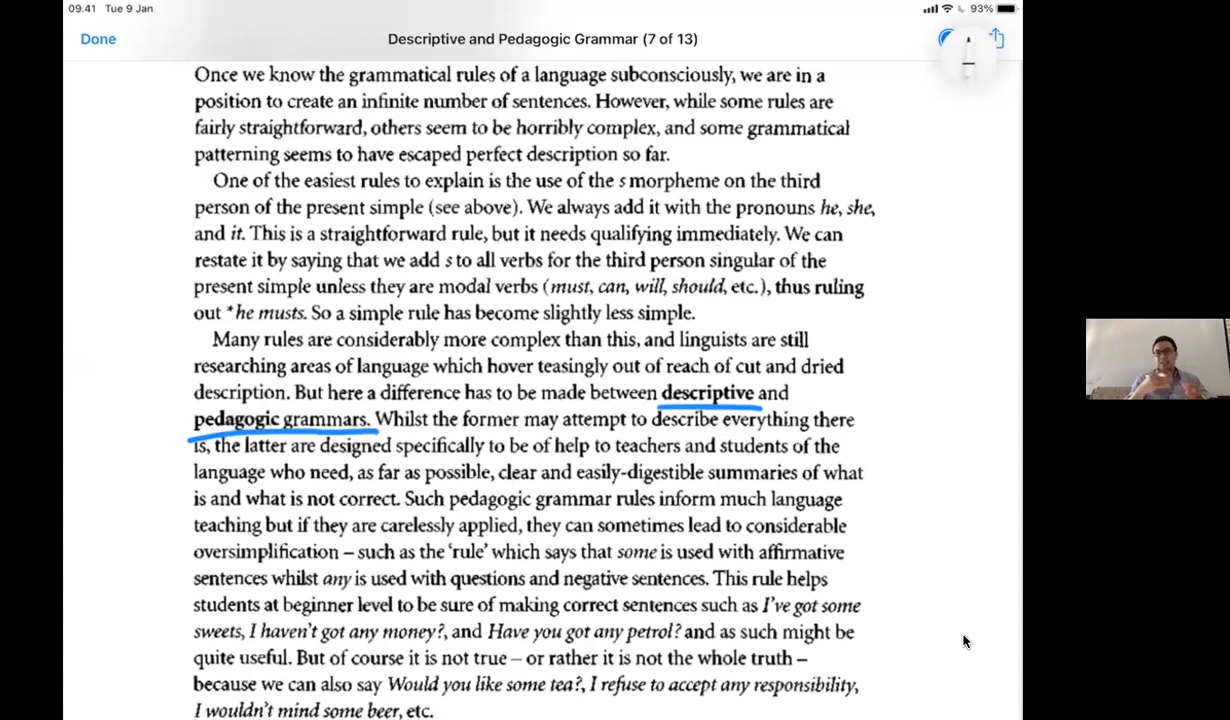 09.41 Tue 9 Jan
93%
Done
Descriptive and Pedagogic Grammar (7 of 13)
Once we know the grammatical rules of a language subconsciously, we are in a
position to create an infinite number of sentences. However, while some rules are
fairly straightforward, others seem to be horribly complex, and some grammatical
patterning seems to have escaped perfect description so far.
One of the easiest rules to explain is the use of the s morpheme on the third
person of the present simple (see above). We always add it with the pronouns he, she,
and it. This is a straightforward rule, but it needs qualifying immediately. We can
restate it by saying that we add s to all verbs for the third person singular of the
present simple unless they are modal verbs (must, can, will, should, etc.), thus ruling
out *he musts. So a simple rule has become slightly less simple.
Many rules are considerably more complex than this, and linguists are still
researching areas of language which hover teasingly out of reach of cut and dried
description. But here a difference has to be made between descriptive and
pedagogic grammars. Whilst the former may attempt to describe everything there
is, the latter are designed specifically to be of help to teachers and students of the
language who need, as far as possible, clear and easily-digestible summaries of what
is and what is not correct. Such pedagogic grammar rules inform much language
teaching but if they are carelessly applied, they can sometimes lead to considerable
oversimplification – such as the 'rule' which says that some is used with affirmative
sentences whilst any is used with questions and negative sentences. This rule helps
students at beginner level to be sure of making correct sentences such as I've got some
sweets, I haven't got any money?, and Have you got any petrol? and as such might be
quite useful. But of course it is not true – or rather it is not the whole truth –
because we can also say Would you like some tea?, I refuse to accept any responsibility,
I wouldn't mind some beer, etc.